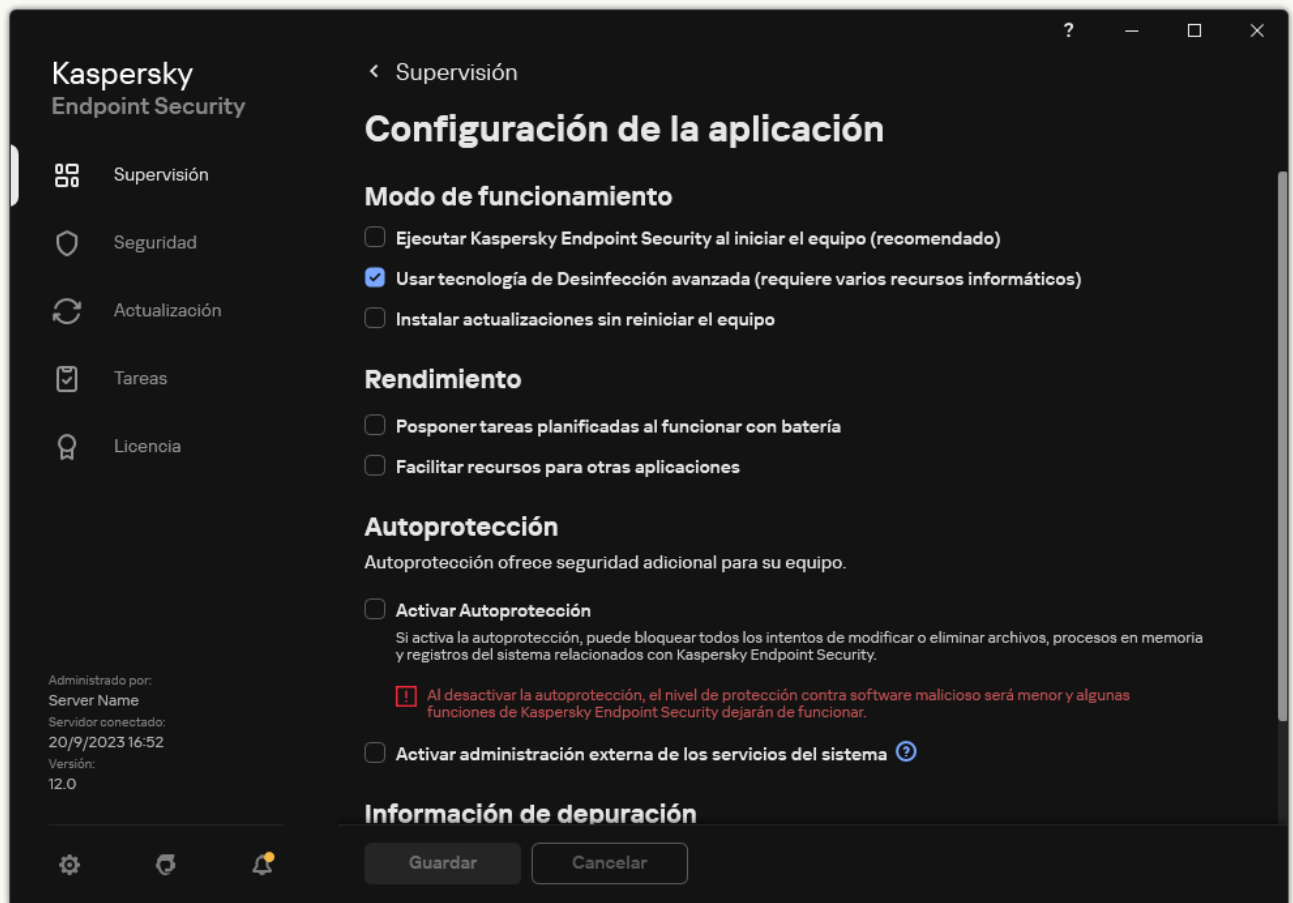 ?
Kaspersky
Endpoint Security
Supervisión
Seguridad
Actualización
Tareas
Licencia
Administrado por:
Server Name
Servidor conectado:
20/9/2023 16:52
Versión:
12.0
Supervisión
Configuración de la aplicación
Modo de funcionamiento
Ejecutar Kaspersky Endpoint Security al iniciar el equipo (recomendado)
Usar tecnología de Desinfección avanzada (requiere varios recursos informáticos)
Instalar actualizaciones sin reiniciar el equipo
Rendimiento
Posponer tareas planificadas al funcionar con batería
Facilitar recursos para otras aplicaciones
Autoprotección
Autoprotección ofrece seguridad adicional para su equipo.
Activar Autoprotección
Si activa la autoprotección, puede bloquear todos los intentos de modificar o eliminar archivos, procesos en memoria
y registros del sistema relacionados con Kaspersky Endpoint Security.
Al desactivar la autoprotección, el nivel de protección contra software malicioso será menor y algunas
funciones de Kaspersky Endpoint Security dejarán de funcionar.
Activar administración externa de los servicios del sistema ?
Información de depuración
Guardar
Cancelar